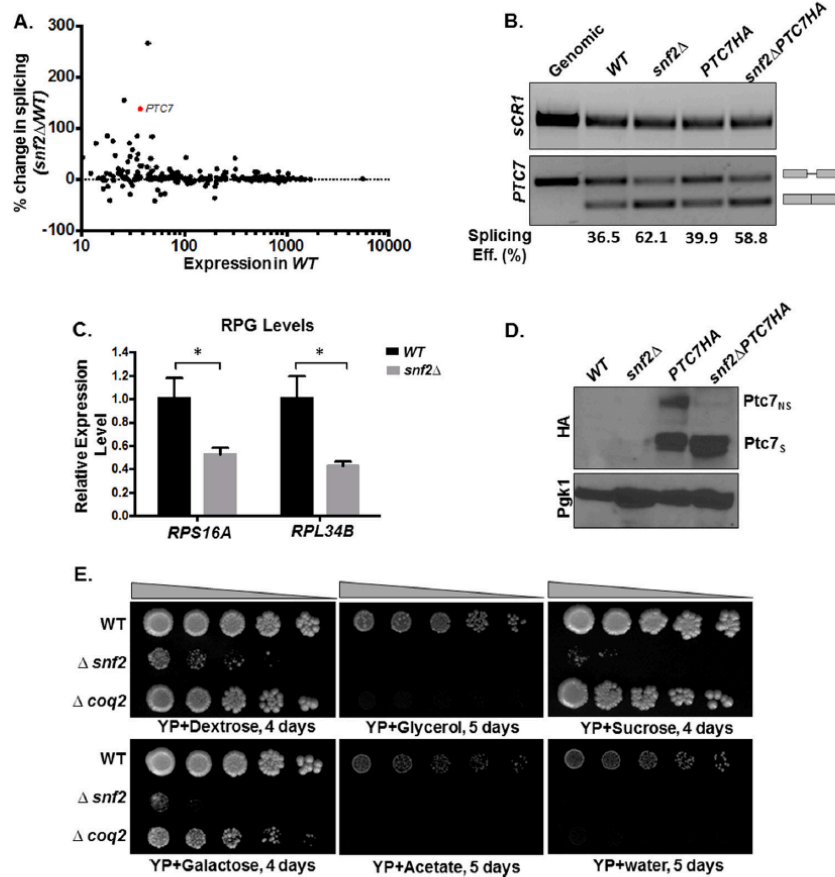 A.
% change in splicing
(snf2Δ/WT)
300
200
100
0
-100
PTC7
10
100
1000
10000
Expression in WT
B.
Genomic
WT
snf2Δ
PTC7HA
snf2ΔPTC7HA
sCR1
PTC7
Splicing
Eff. (%)
36.5 62.1 39.9 58.8
C.
RPG Levels
Relative Expression
Level
1.4
1.2
1.0
0.8
0.6
0.4
0.2
0.0
*
*
WT
snf2Δ
RPS16A
RPL34B
D.
WT
snf2Δ
PTC7HA
snf2ΔPTC7HA
HA
Ptc7NS
Ptc7S
Pgk1
E.
WT
Δ snf2
Δ coq2
YP+Dextrose, 4 days
YP+Glycerol, 5 days
YP+Sucrose, 4 days
WT
Δ snf2
Δ coq2
YP+Galactose, 4 days
YP+Acetate, 5 days
YP+water, 5 days